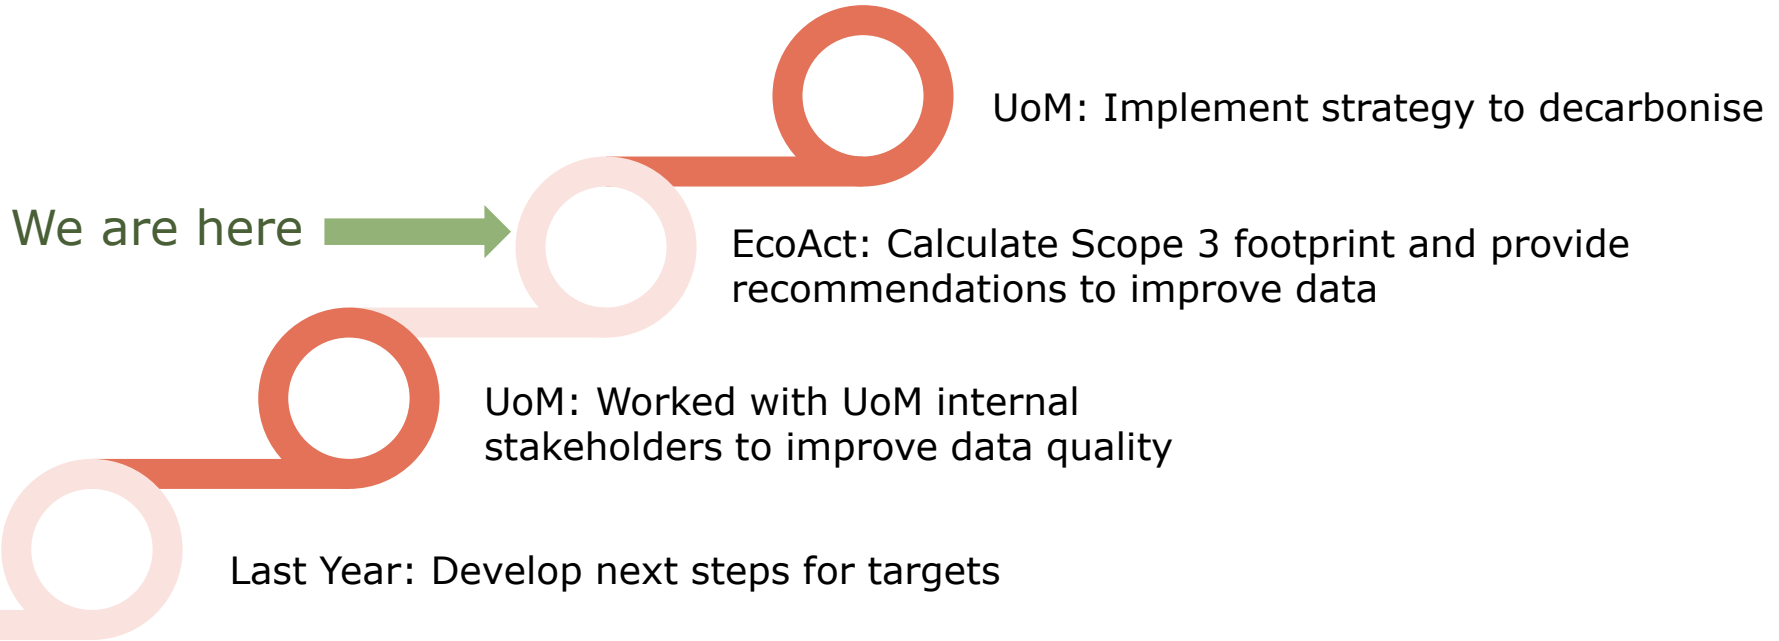 UoM: Implement strategy to decarbonise
We are here
EcoAct: Calculate Scope 3 footprint and provide
recommendations to improve data
UoM: Worked with UoM internal
stakeholders to improve data quality
Last Year: Develop next steps for targets